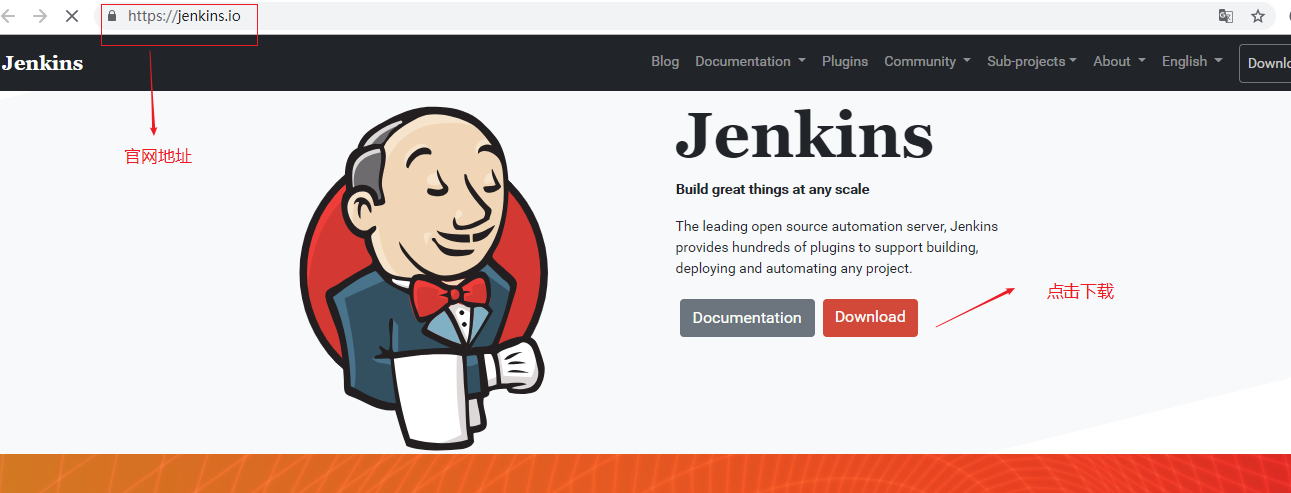 https://jenkins.io
Jenkins
Blog Documentation Plugins Community Sub-projects About English Downlo
官网地址
Jenkins
Build great things at any scale
The leading open source automation server, Jenkins
provides hundreds of plugins to support building,
deploying and automating any project.
点击下载
Documentation Download